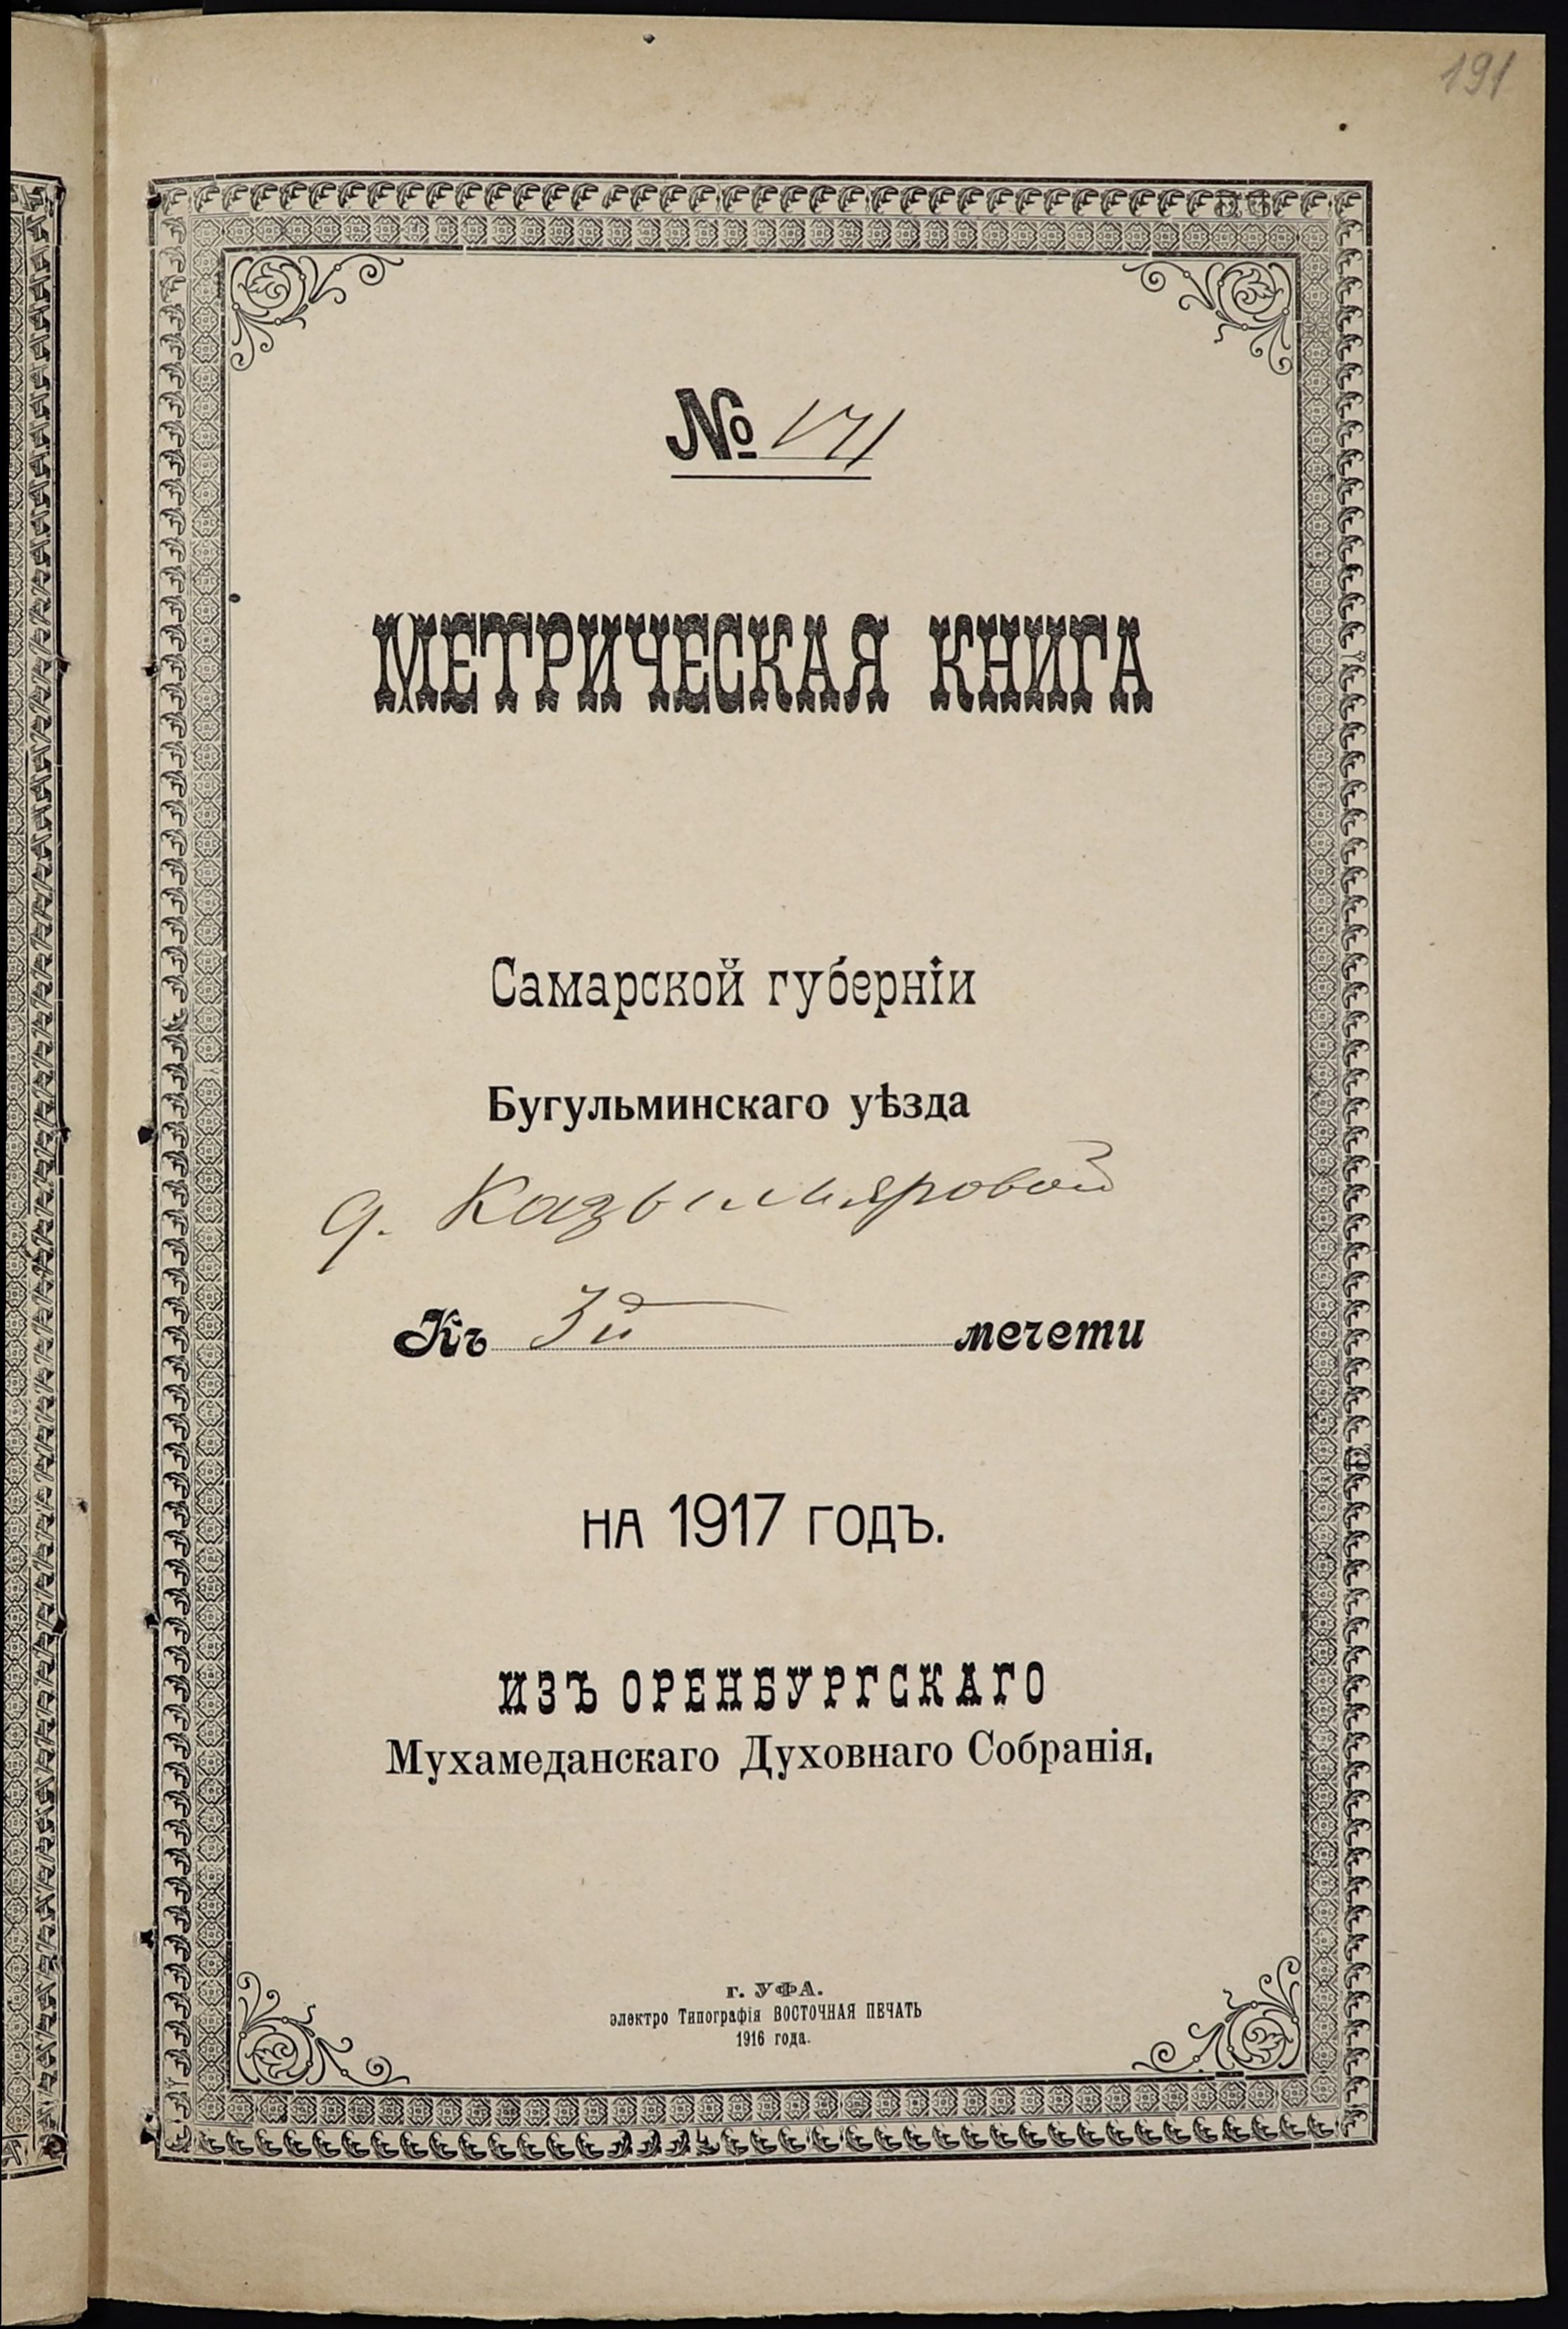 191
№ 171
МЕТРИЧЕСКАЯ КНИГА
Самарской губерніи
Бугульминскаго уѣзда
д. Казыльяровой
Къ 3й мечети
на 1917 годъ.
ИЗЪ ОРЕНБУРГСКАГО
Мухамеданскаго Духовнаго Собранія.
г. УФА.
электро Типографія ВОСТОЧНАЯ ПЕЧАТЬ
1916 года.